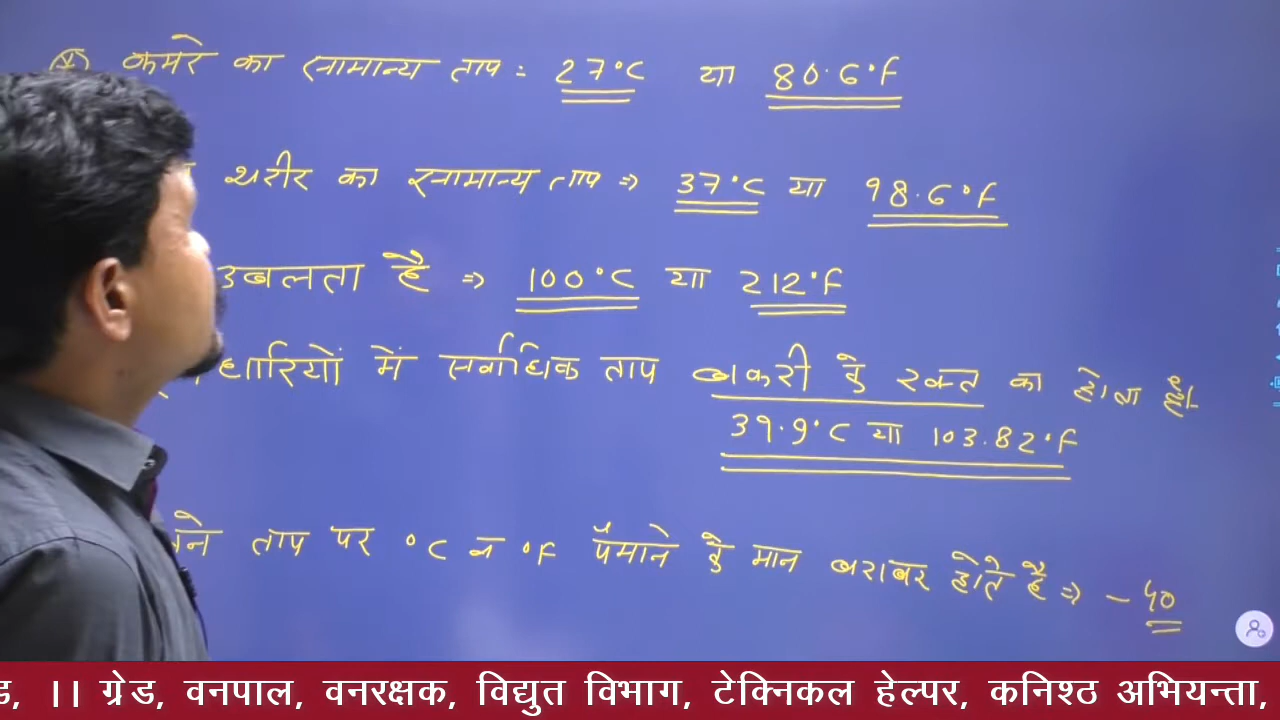 कमरे का सामान्य ताप : 27°C या 80.6°F
शरीर का सामान्य ताप ⇒ 37°C या 98.6°F
उबलता है ⇒ 100°C या 212°F
धारियों में सर्वाधिक ताप बकरी के रक्त का होता है।
39.9°C या 103.82°F
ताप पर °C व °F पैमाने के मान बराबर होते है ⇒ -40
।। ग्रेड, वनपाल, वनरक्षक, विद्युत विभाग, टेक्निकल हेल्पर, कनिश्ठ अभियन्ता,